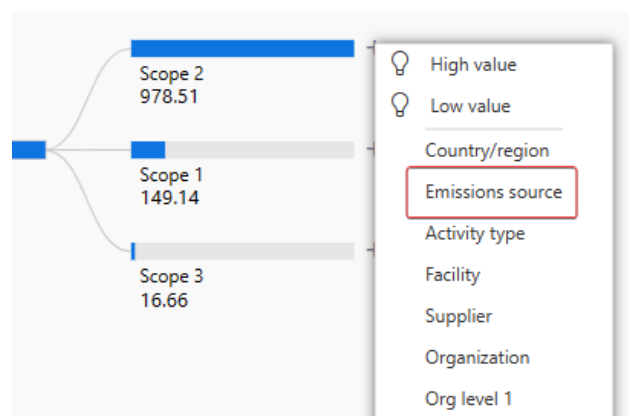 Scope 2
978.51
Scope 1
149.14
Scope 3
16.66
High value
Low value
Country/region
Emissions source
Activity type
Facility
Supplier
Organization
Org level 1